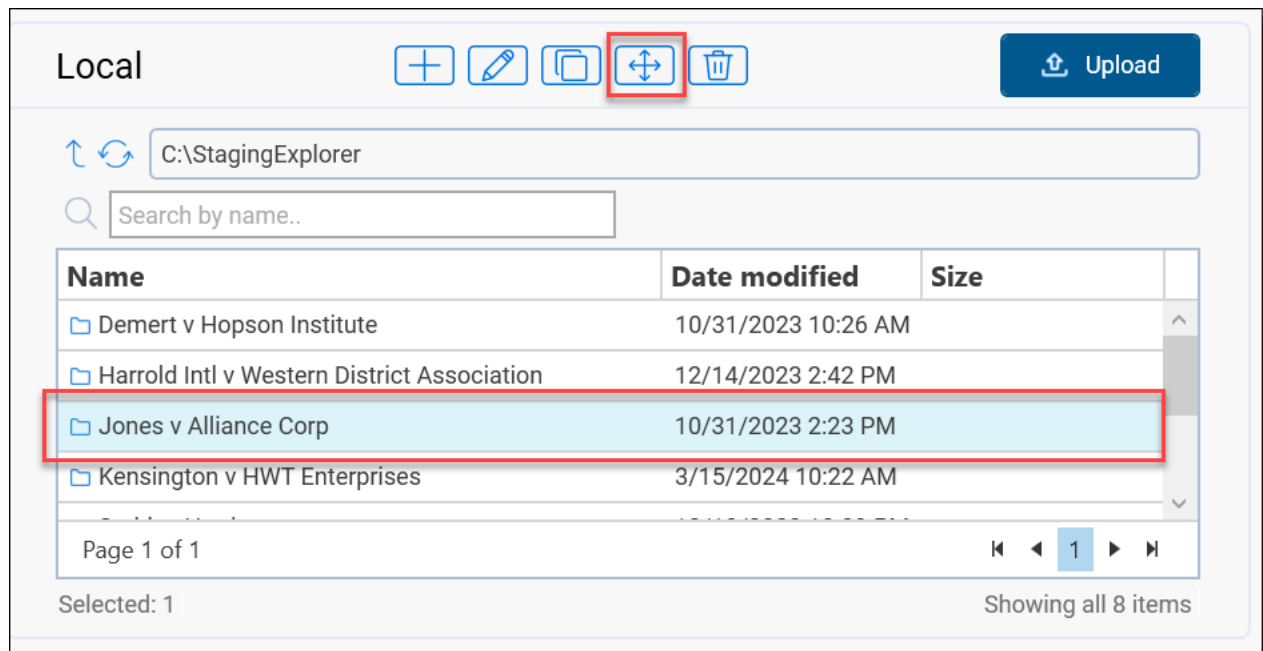 Local
Upload
C:\StagingExplorer
Search by name..
Name Date modified Size
Demert v Hopson Institute 10/31/2023 10:26 AM
Harrold Intl v Western District Association 12/14/2023 2:42 PM
Jones v Alliance Corp 10/31/2023 2:23 PM
Kensington v HWT Enterprises 3/15/2024 10:22 AM
Page 1 of 1 1
Selected: 1 Showing all 8 items